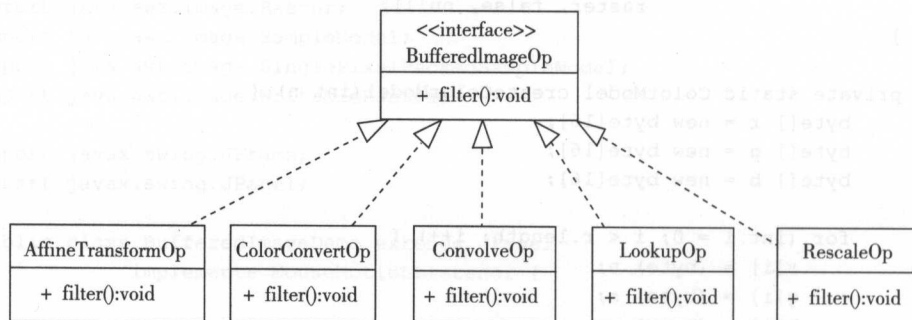 <<interface>>
BufferedImageOp
+ filter():void
AffineTransformOp
ColorConvertOp
ConvolveOp
LookupOp
RescaleOp
+ filter():void
+ filter():void
+ filter():void
+ filter():void
+ filter():void